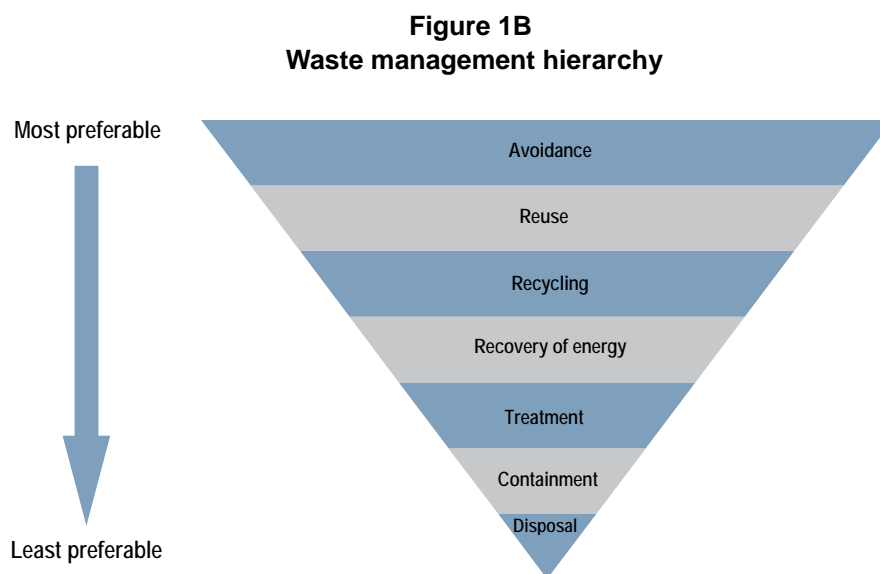 Figure 1B
Waste management hierarchy
Most preferable
Avoidance
Reuse
Recycling
Recovery of energy
Treatment
Containment
Disposal
Least preferable